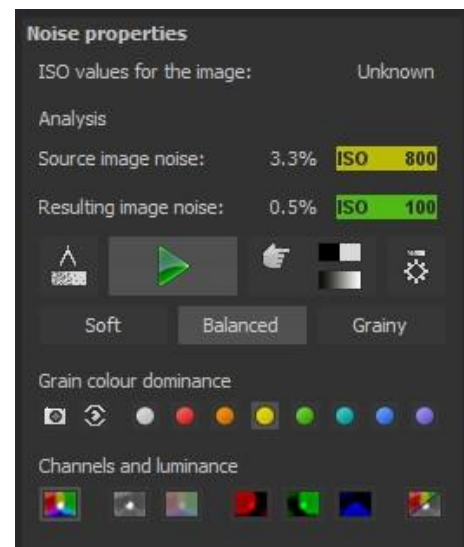 Noise properties
ISO values for the image: Unknown
Analysis
Source image noise: 3.3% ISO 800
Resulting image noise: 0.5% ISO 100
Soft Balanced Grainy
Grain colour dominance
Channels and luminance